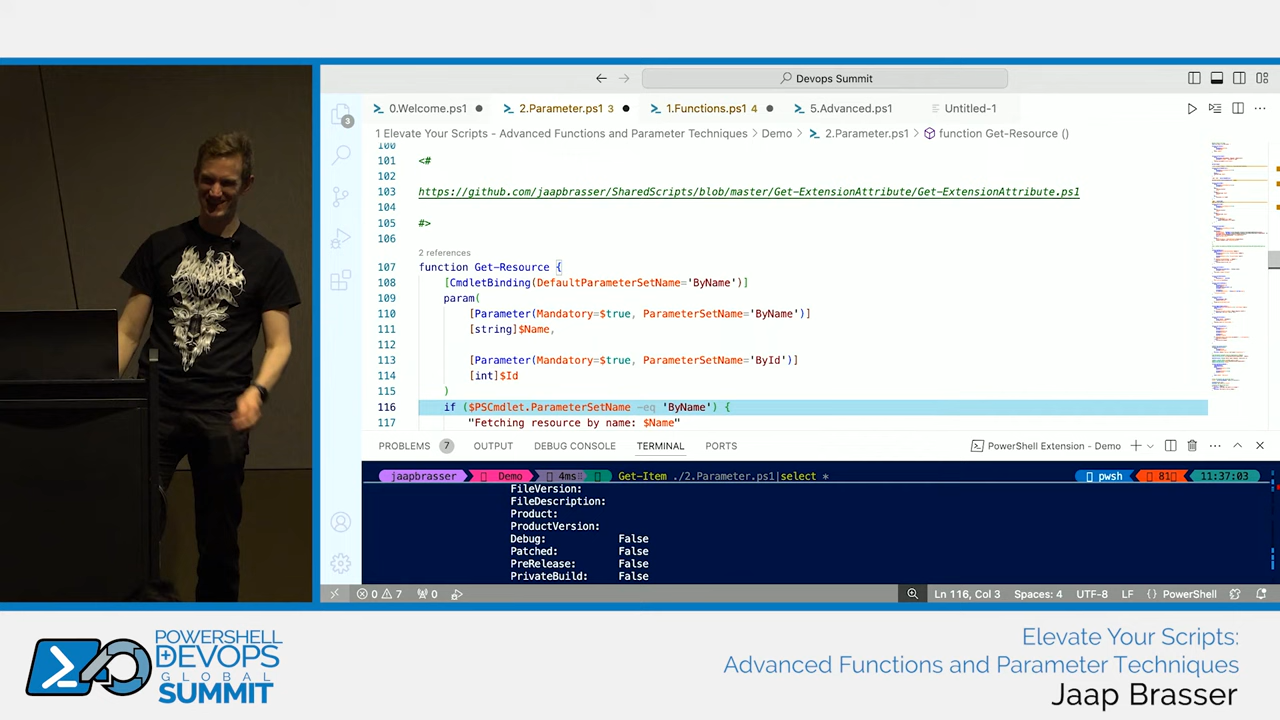 Devops Summit
0.Welcome.ps1
2.Parameter.ps1 3
1.Functions.ps1 4
5.Advanced.ps1
Untitled-1
1 Elevate Your Scripts - Advanced Functions and Parameter Techniques > Demo > 2.Parameter.ps1 > function Get-Resource ()
3
100
101 <#
102
103 https://github.com/jaapbrasser/SharedScripts/blob/master/Get-ExtensionAttribute/Get-ExtensionAttribute.ps1
104
105 #>
106
2 references
107 function Get-Resource {
108 [CmdletBinding(DefaultParameterSetName='ByName')]
109 param(
110 [Parameter(Mandatory=$true, ParameterSetName='ByName')]
111 [string]$Name,
112
113 [Parameter(Mandatory=$true, ParameterSetName='ById')]
114 [int]$Id
115 )
116 if ($PSCmdlet.ParameterSetName -eq 'ByName') {
117 "Fetching resource by name: $Name"
PROBLEMS 7 OUTPUT DEBUG CONSOLE TERMINAL PORTS
PowerShell Extension - Demo
jaapbrasser Demo 4ms Get-Item ./2.Parameter.ps1|select * pwsh 81 11:37:03
FileVersion:
FileDescription:
Product:
ProductVersion:
Debug: False
Patched: False
PreRelease: False
PrivateBuild: False
0 7 0
Ln 116, Col 3 Spaces: 4 UTF-8 LF {} PowerShell
POWERSHELL
+DEVOPS
GLOBAL
SUMMIT
Elevate Your Scripts:
Advanced Functions and Parameter Techniques
Jaap Brasser